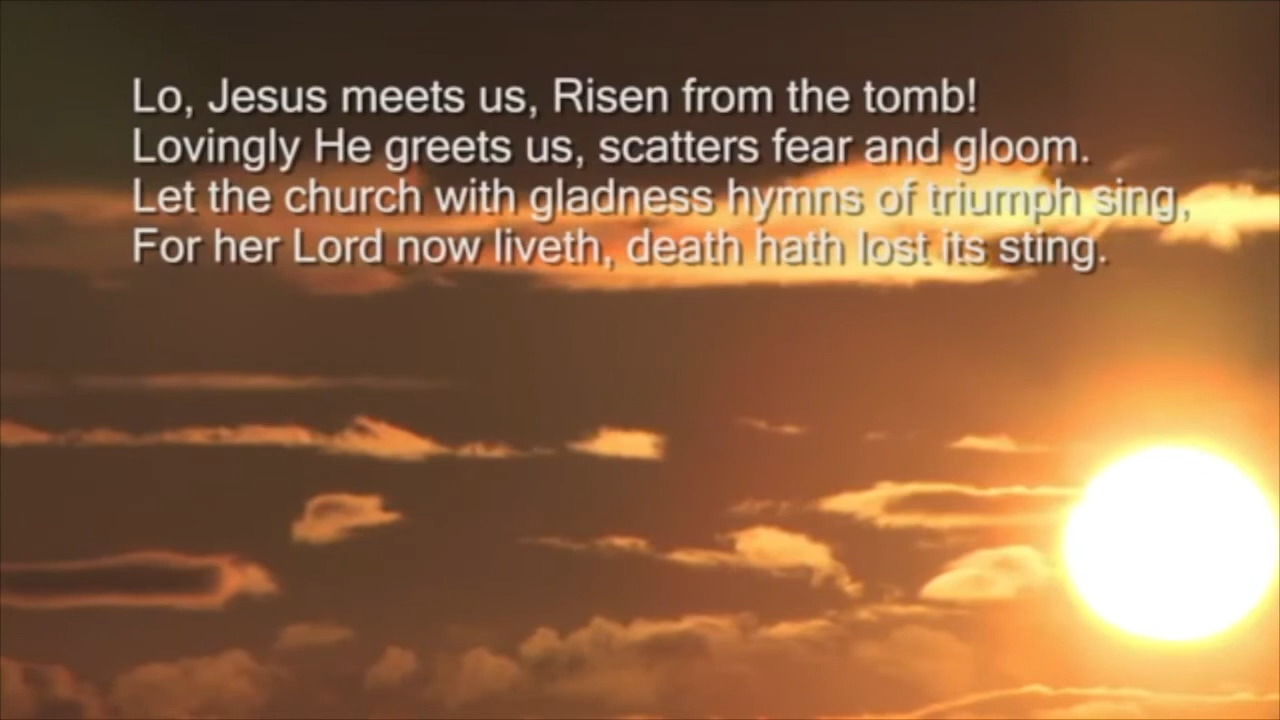 Lo, Jesus meets us, Risen from the tomb!
Lovingly He greets us, scatters fear and gloom.
Let the church with gladness hymns of triumph sing,
For her Lord now liveth, death hath lost its sting.